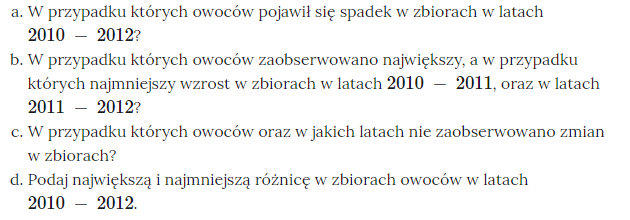 a. W przypadku których owoców pojawił się spadek w zbiorach w latach
2010 − 2012?
b. W przypadku których owoców zaobserwowano największy, a w przypadku
których najmniejszy wzrost w zbiorach w latach 2010 − 2011, oraz w latach
2011 − 2012?
c. W przypadku których owoców oraz w jakich latach nie zaobserwowano zmian
w zbiorach?
d. Podaj największą i najmniejszą różnicę w zbiorach owoców w latach
2010 − 2012.